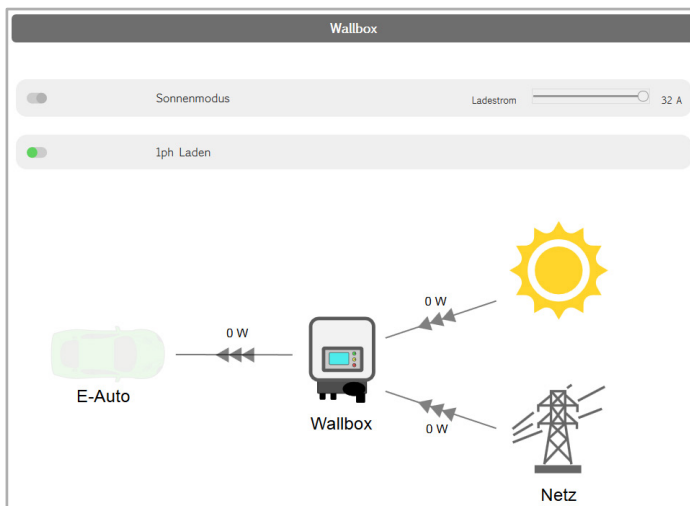 Wallbox
Sonnenmodus
Ladestrom
32 A
1ph Laden
0 W
0 W
E-Auto
Wallbox
0 W
Netz